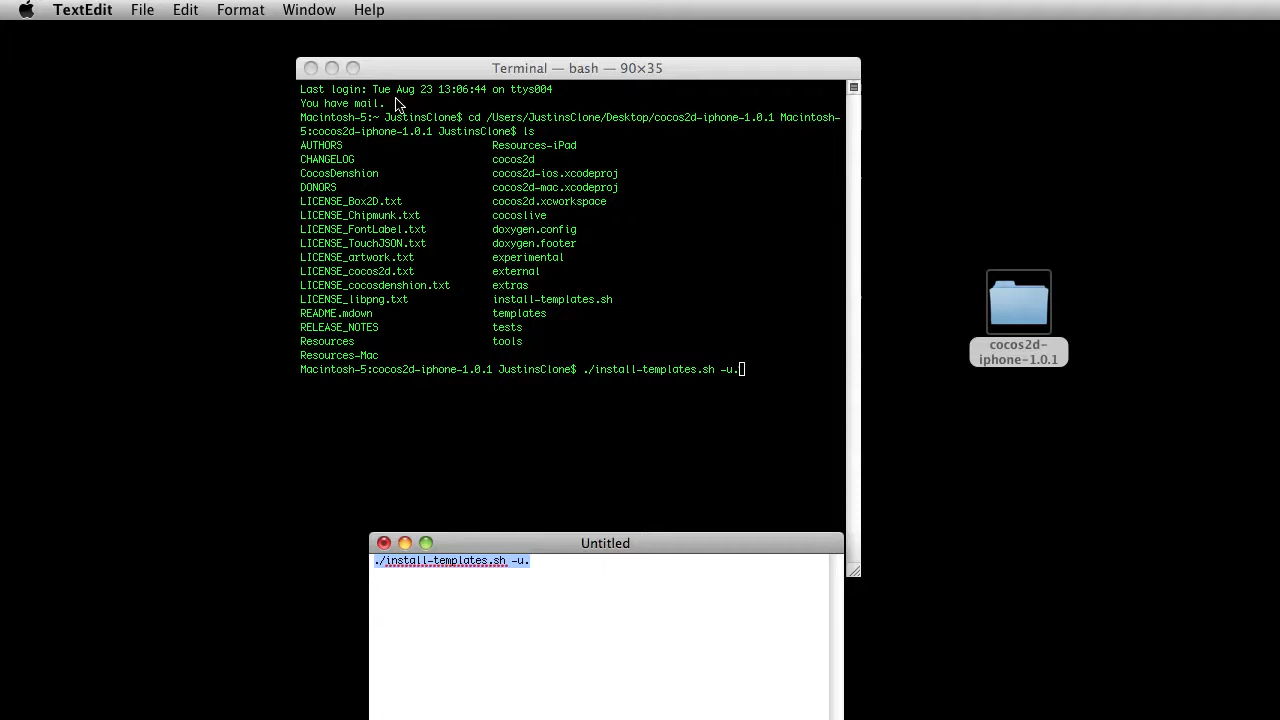 TextEdit File Edit Format Window Help
Terminal — bash — 90×35
Last login: Tue Aug 23 13:06:44 on ttys004
You have mail.
Macintosh-5:~ JustinsClone$ cd /Users/JustinsClone/Desktop/cocos2d-iphone-1.0.1 Macintosh-
5:cocos2d-iphone-1.0.1 JustinsClone$ ls
AUTHORS Resources-iPad
CHANGELOG cocos2d
CocosDenshion cocos2d-ios.xcodeproj
DONORS cocos2d-mac.xcodeproj
LICENSE_Box2D.txt cocos2d.xcworkspace
LICENSE_Chipmunk.txt cocoslive
LICENSE_FontLabel.txt doxygen.config
LICENSE_TouchJSON.txt doxygen.footer
LICENSE_artwork.txt experimental
LICENSE_cocos2d.txt external
LICENSE_cocosdenshion.txt extras
LICENSE_libpng.txt install-templates.sh
README.mdown templates
RELEASE_NOTES tests
Resources tools
Resources-Mac
Macintosh-5:cocos2d-iphone-1.0.1 JustinsClone$ ./install-templates.sh -u.
cocos2d-
iphone-1.0.1
Untitled
./install-templates.sh -u.